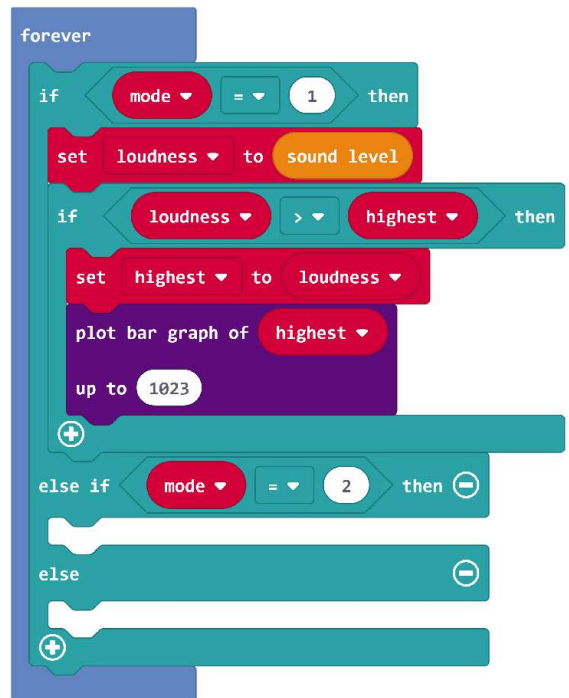 forever
if mode = 1 then
set loudness to sound level
if loudness > highest then
set highest to loudness
plot bar graph of highest
up to 1023
else if mode = 2 then
else